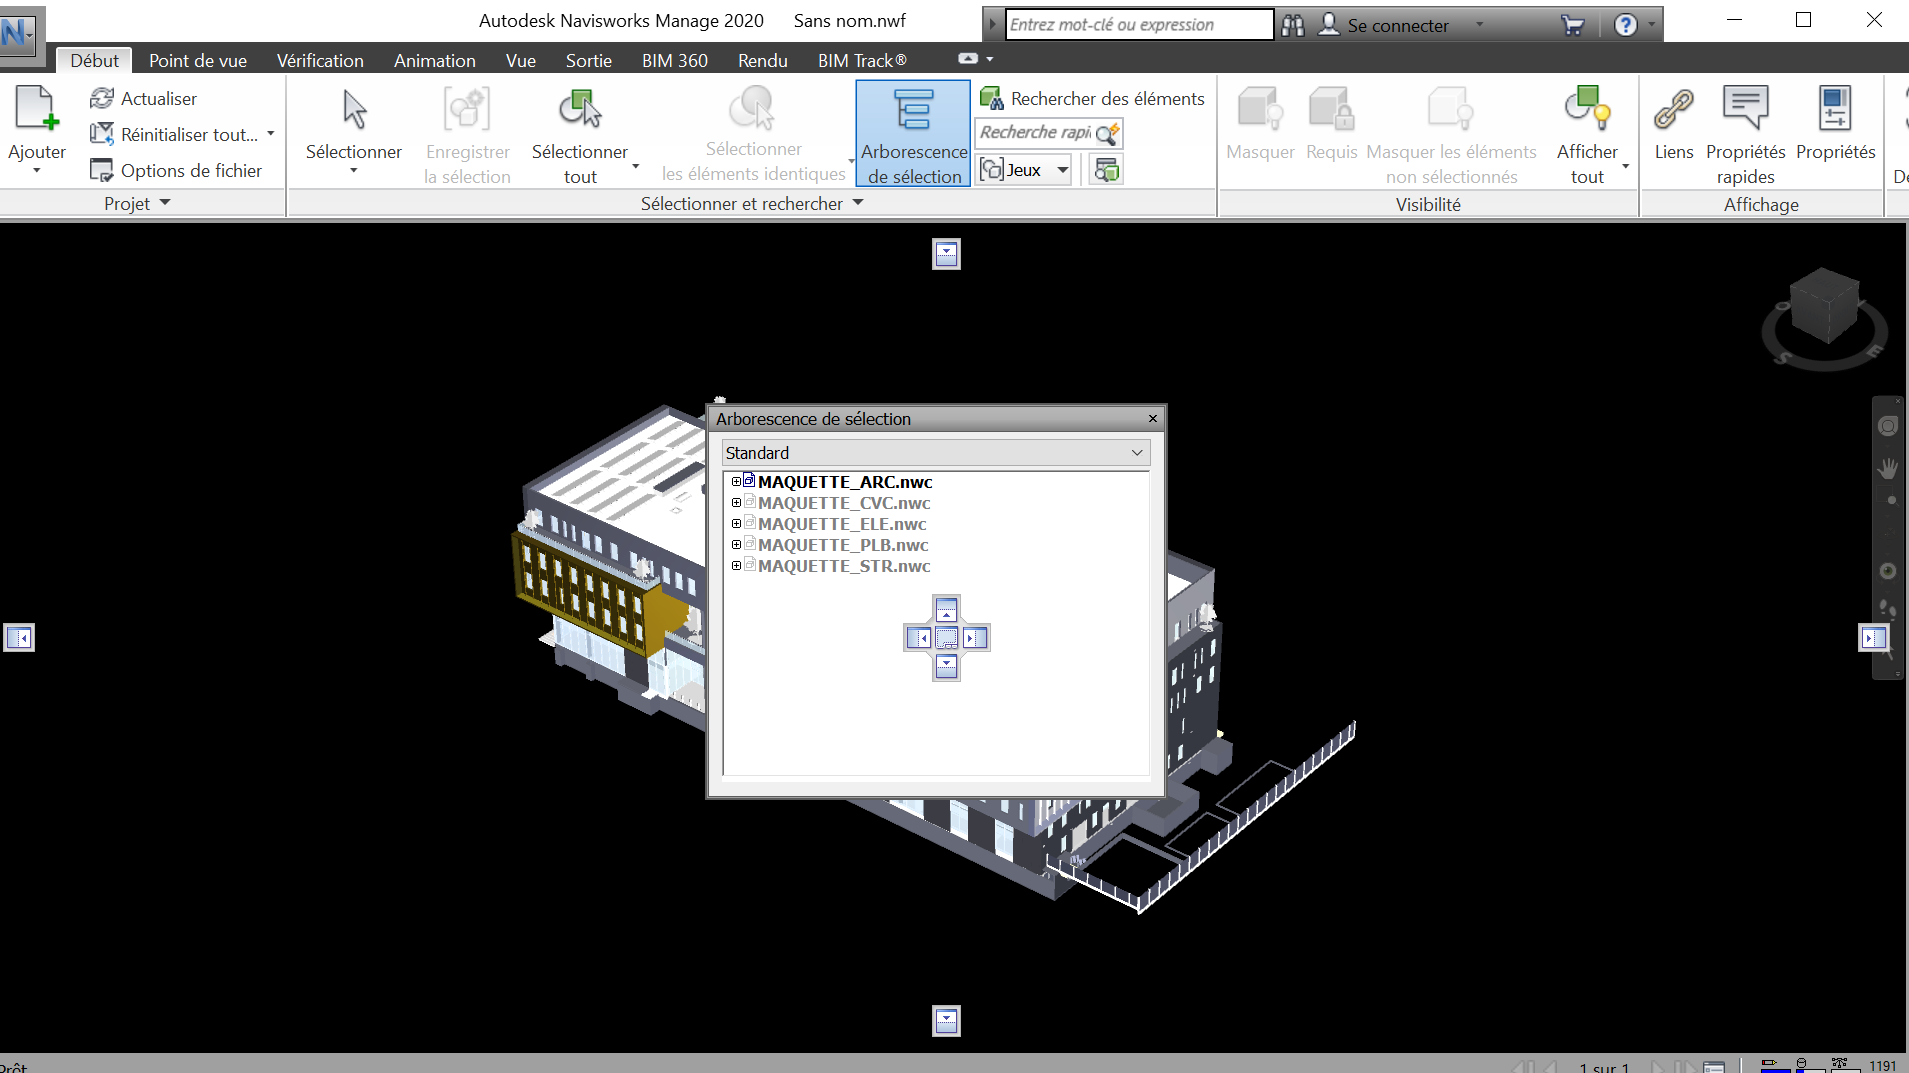 Autodesk Navisworks Manage 2020 Sans nom.nwf
Entrez mot-clé ou expression
Se connecter
Début Point de vue Vérification Animation Vue Sortie BIM 360 Rendu BIM Track®
Ajouter
Actualiser
Réinitialiser tout...
Options de fichier
Projet
Sélectionner
Enregistrer
la sélection
Sélectionner
tout
Sélectionner
les éléments identiques
Arborescence
de sélection
Rechercher des éléments
Recherche rapi
Jeux
Sélectionner et rechercher
Masquer
Requis
Masquer les éléments
non sélectionnés
Afficher
tout
Visibilité
Liens
Propriétés
rapides
Propriétés
Affichage
Arborescence de sélection
Standard
MAQUETTE_ARC.nwc
MAQUETTE_CVC.nwc
MAQUETTE_ELE.nwc
MAQUETTE_PLB.nwc
MAQUETTE_STR.nwc
S
E
Prêt
1 sur 1
1191